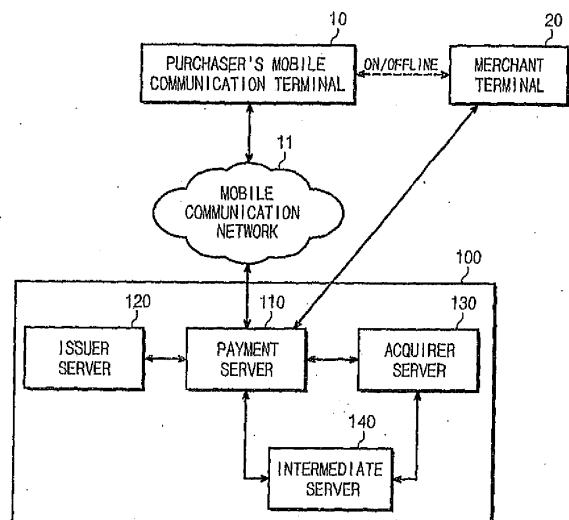 10
20
PURCHASER'S MOBILE
COMMUNICATION TERMINAL
ON/OFFLINE
MERCHANT
TERMINAL
11
MOBILE
COMMUNICATION
NETWORK
100
120
110
130
ISSUER
SERVER
PAYMENT
SERVER
ACQUIRER
SERVER
140
INTERMEDIATE
SERVER